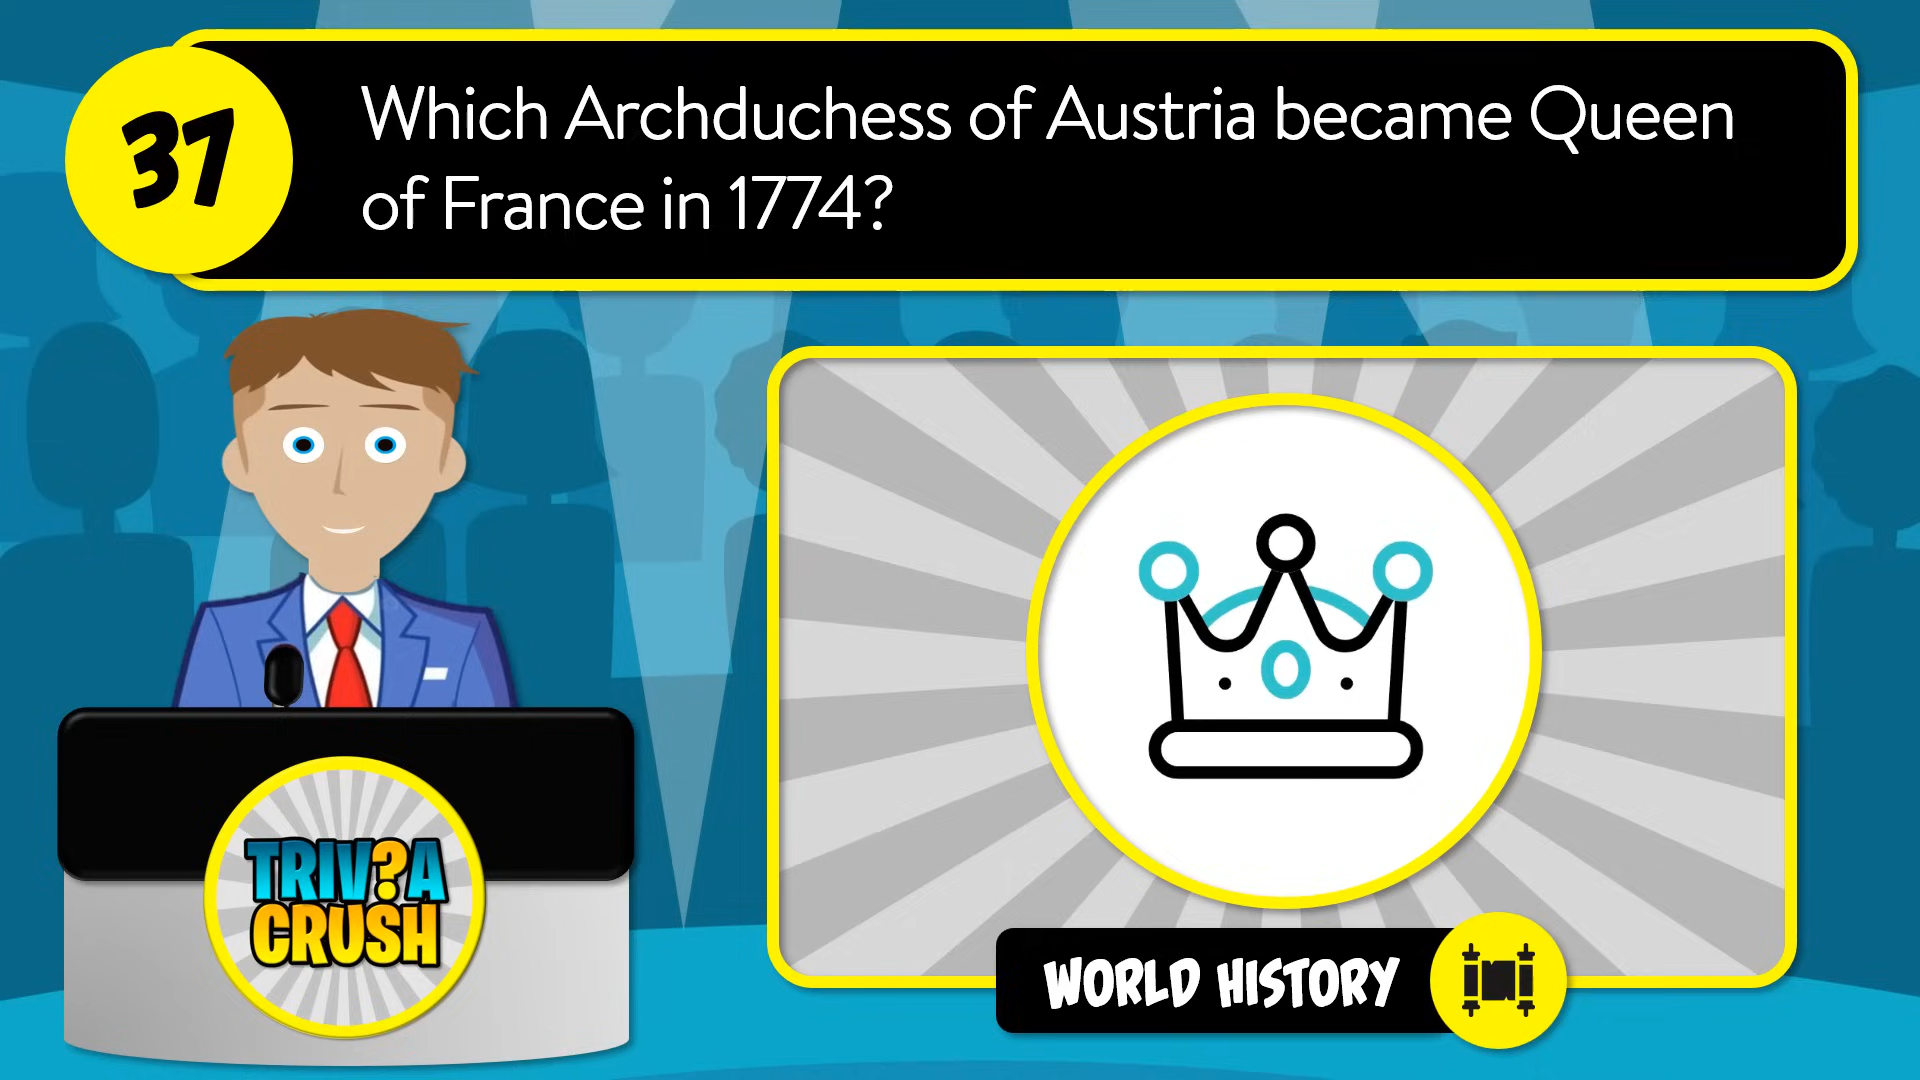 37
Which Archduchess of Austria became Queen
of France in 1774?
TRIV?A
CRUSH
WORLD HISTORY